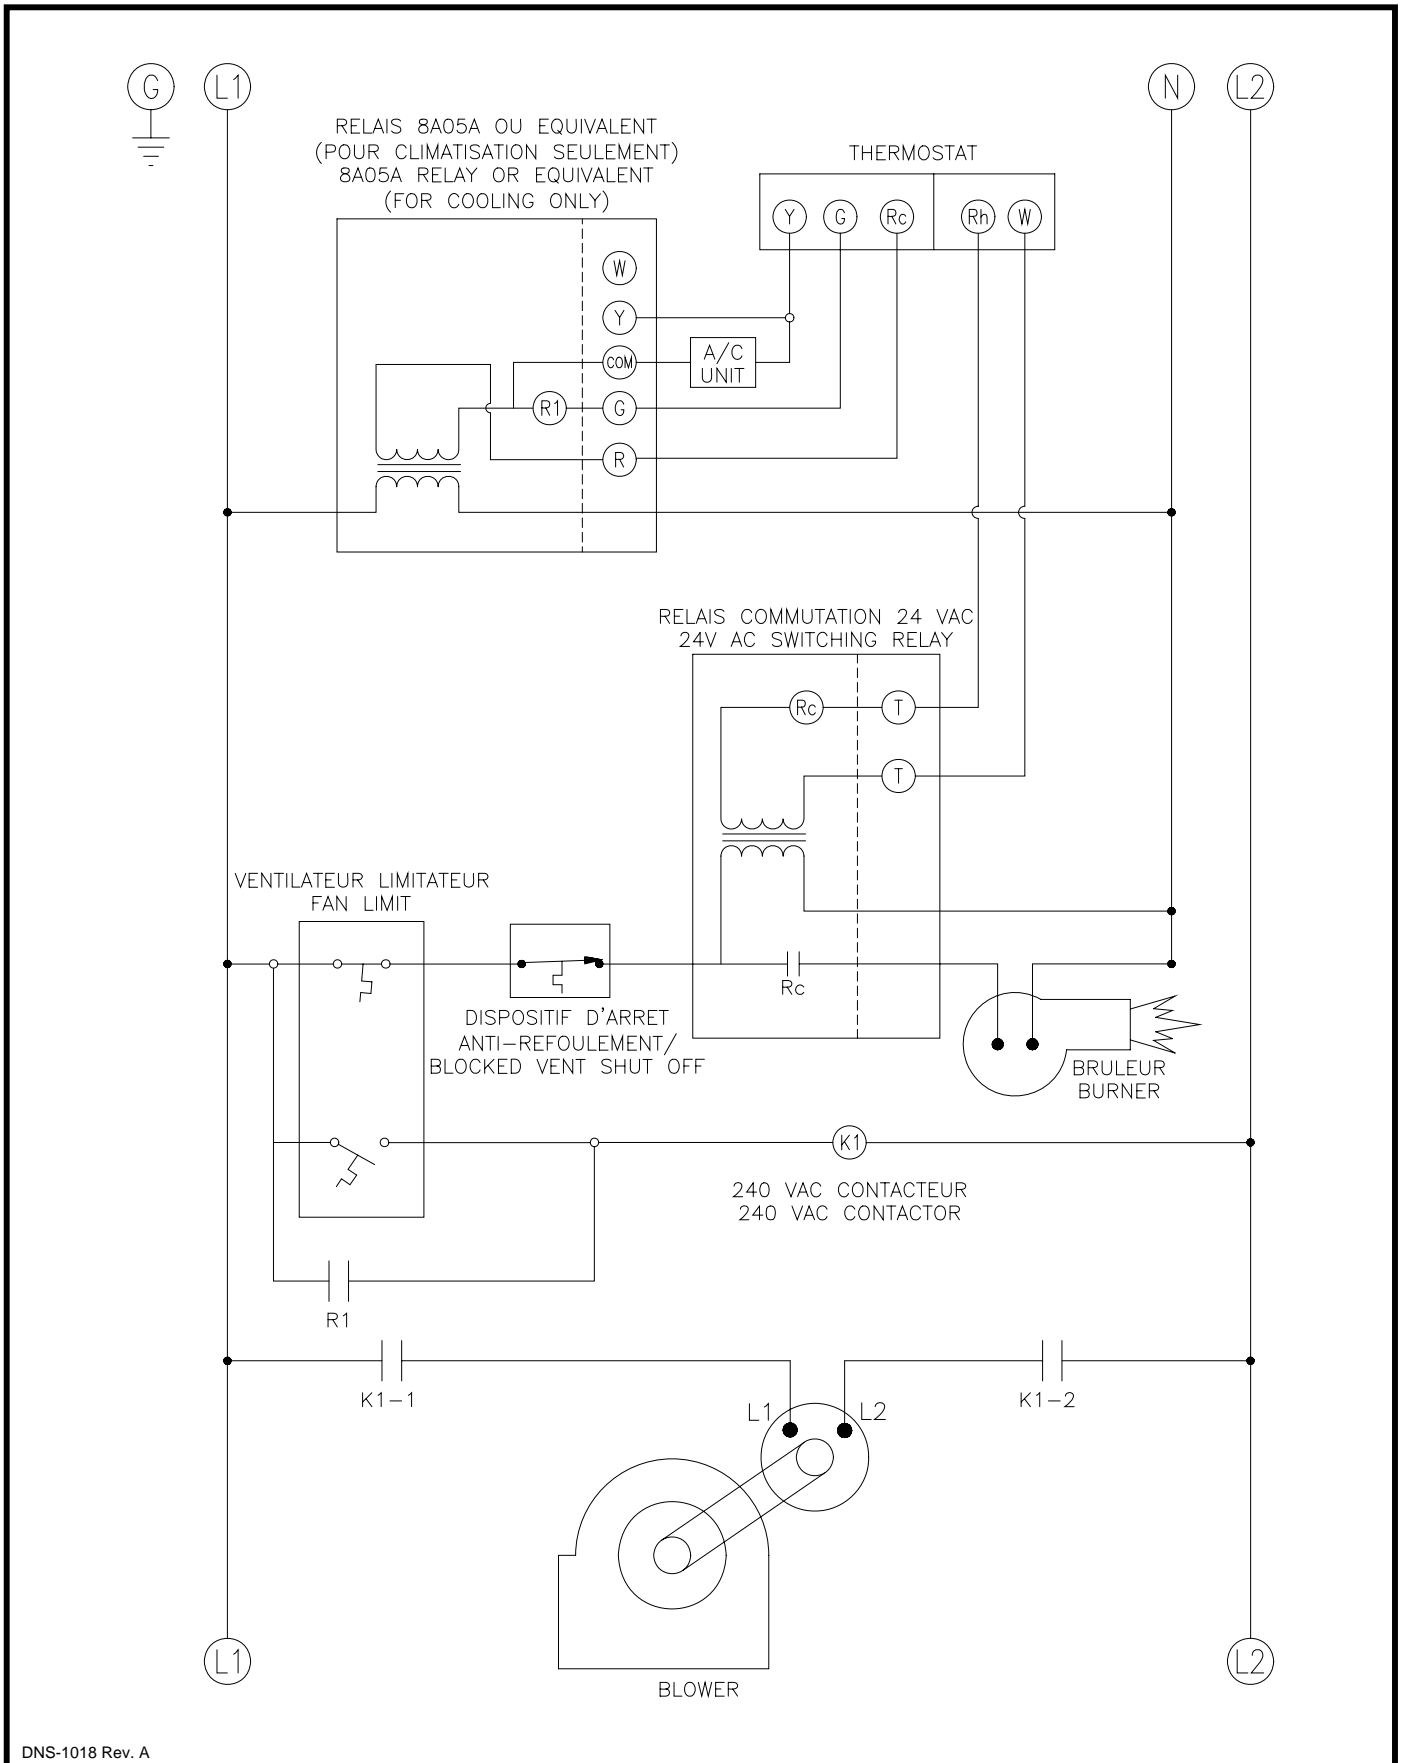 G
L1
N
L2
RELAIS 8A05A OU EQUIVALENT
(POUR CLIMATISATION SEULEMENT)
8A05A RELAY OR EQUIVALENT
(FOR COOLING ONLY)
THERMOSTAT
Y
G
Rc
Rh
W
W
Y
COM
A/C
UNIT
R1
G
R
RELAIS COMMUTATION 24 VAC
24V AC SWITCHING RELAY
Rc
T
T
VENTILATEUR LIMITATEUR
FAN LIMIT
Rc
DISPOSITIF D'ARRET
ANTI-REFOULEMENT/
BLOCKED VENT SHUT OFF
BRULEUR
BURNER
K1
240 VAC CONTACTEUR
240 VAC CONTACTOR
R1
K1-1
K1-2
L1
L2
L1
L2
BLOWER
DNS-1018 Rev. A